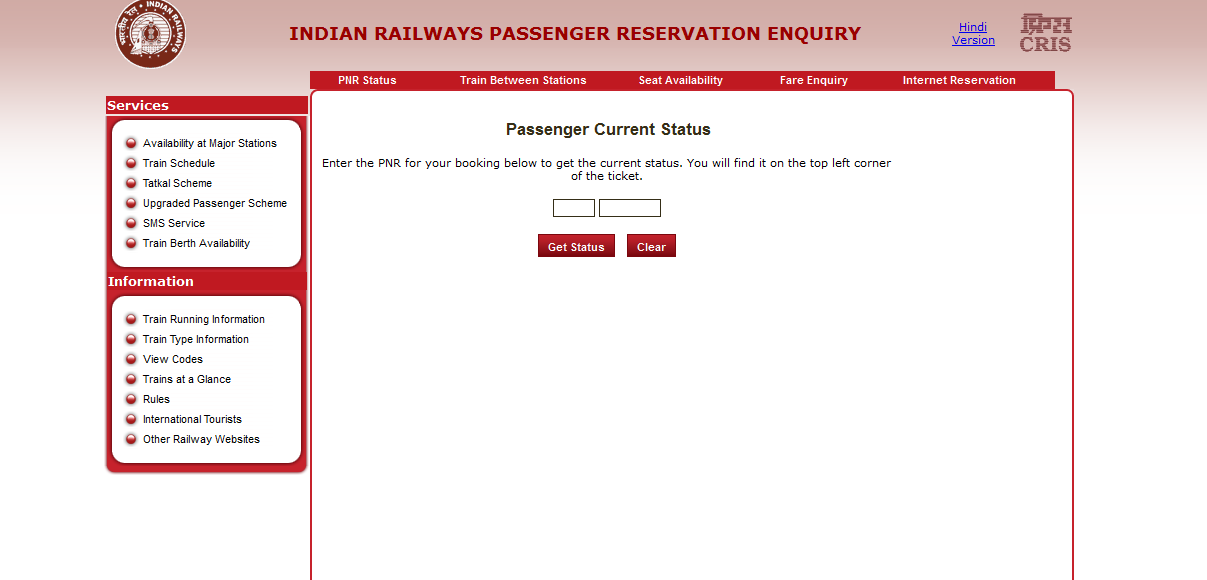 INDIAN RAILWAYS
भारतीय रेल
INDIAN RAILWAYS PASSENGER RESERVATION ENQUIRY
Hindi
Version
क्रिस
CRIS
PNR Status
Train Between Stations
Seat Availability
Fare Enquiry
Internet Reservation
Services
Availability at Major Stations
Train Schedule
Tatkal Scheme
Upgraded Passenger Scheme
SMS Service
Train Berth Availability
Information
Train Running Information
Train Type Information
View Codes
Trains at a Glance
Rules
International Tourists
Other Railway Websites
Passenger Current Status
Enter the PNR for your booking below to get the current status. You will find it on the top left corner
of the ticket.
Get Status
Clear